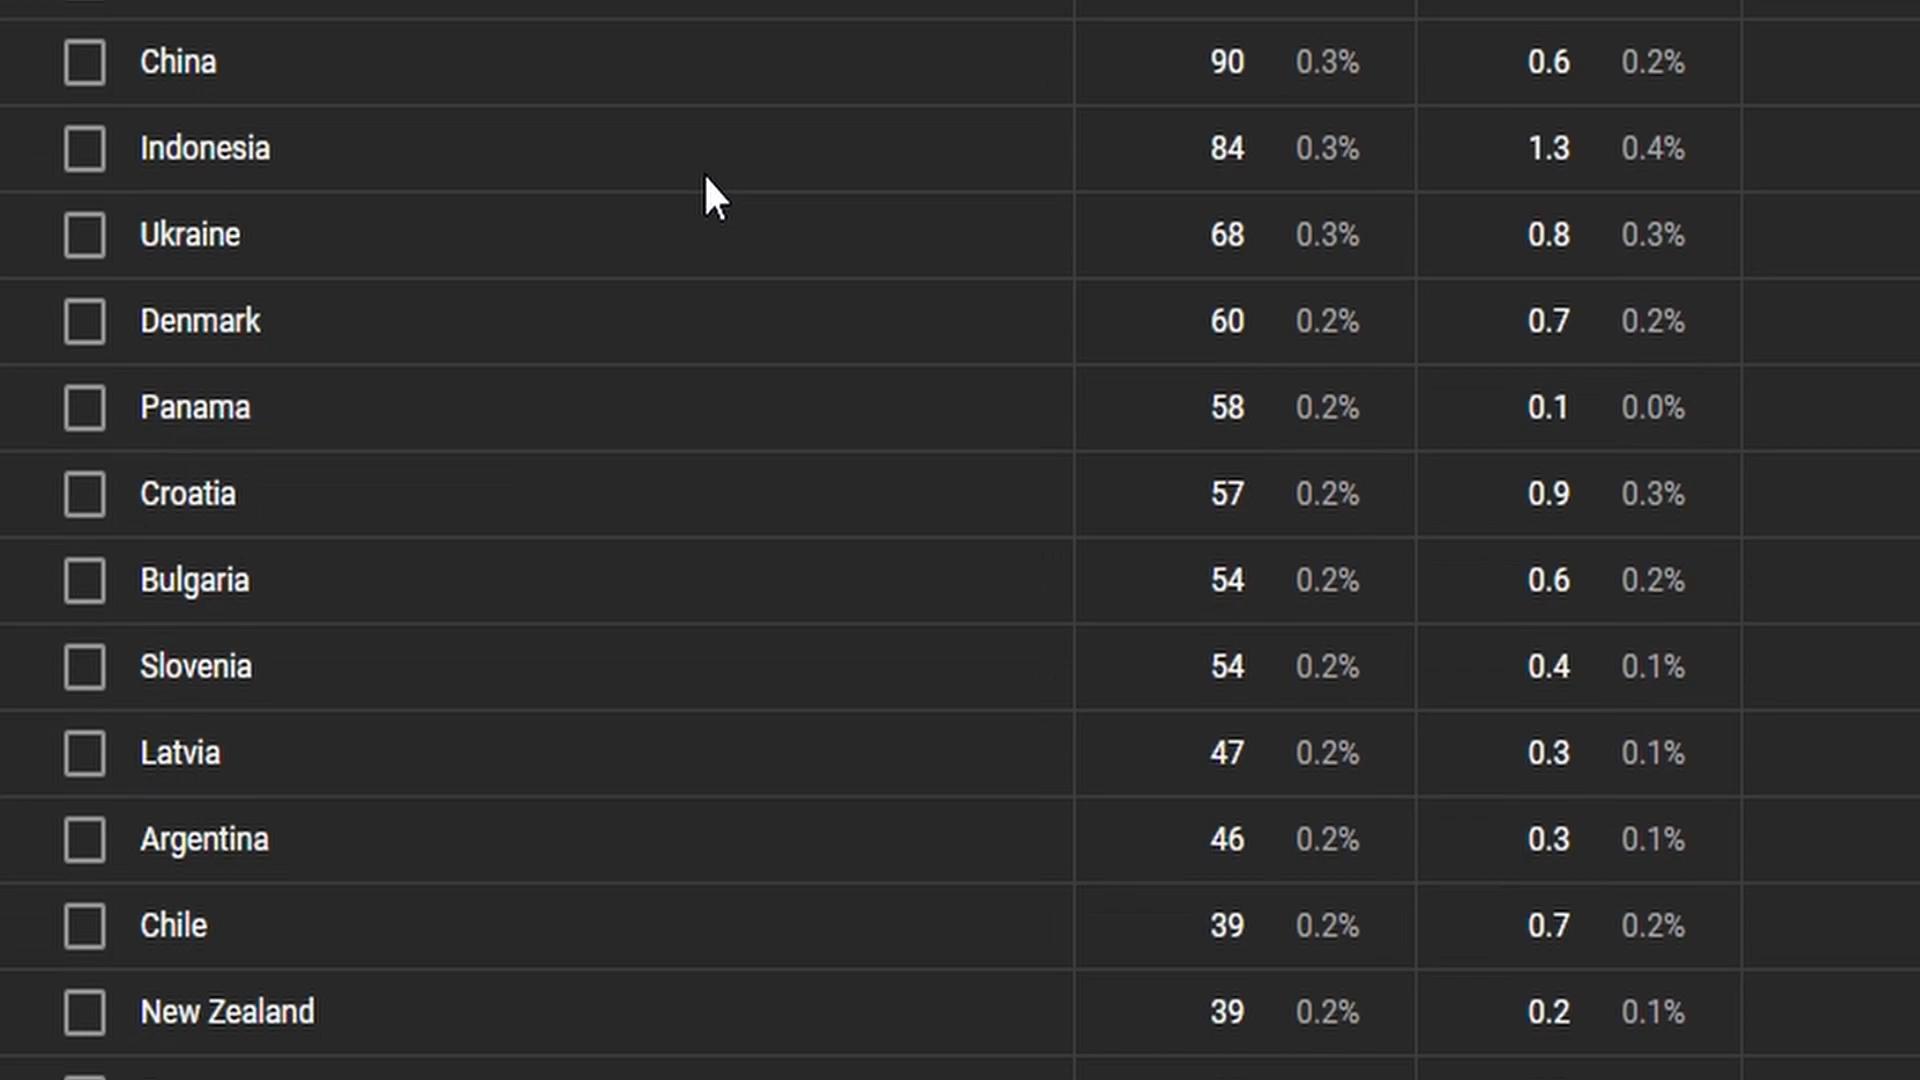 China 90 0.3% 0.6 0.2%
Indonesia 84 0.3% 1.3 0.4%
Ukraine 68 0.3% 0.8 0.3%
Denmark 60 0.2% 0.7 0.2%
Panama 58 0.2% 0.1 0.0%
Croatia 57 0.2% 0.9 0.3%
Bulgaria 54 0.2% 0.6 0.2%
Slovenia 54 0.2% 0.4 0.1%
Latvia 47 0.2% 0.3 0.1%
Argentina 46 0.2% 0.3 0.1%
Chile 39 0.2% 0.7 0.2%
New Zealand 39 0.2% 0.2 0.1%